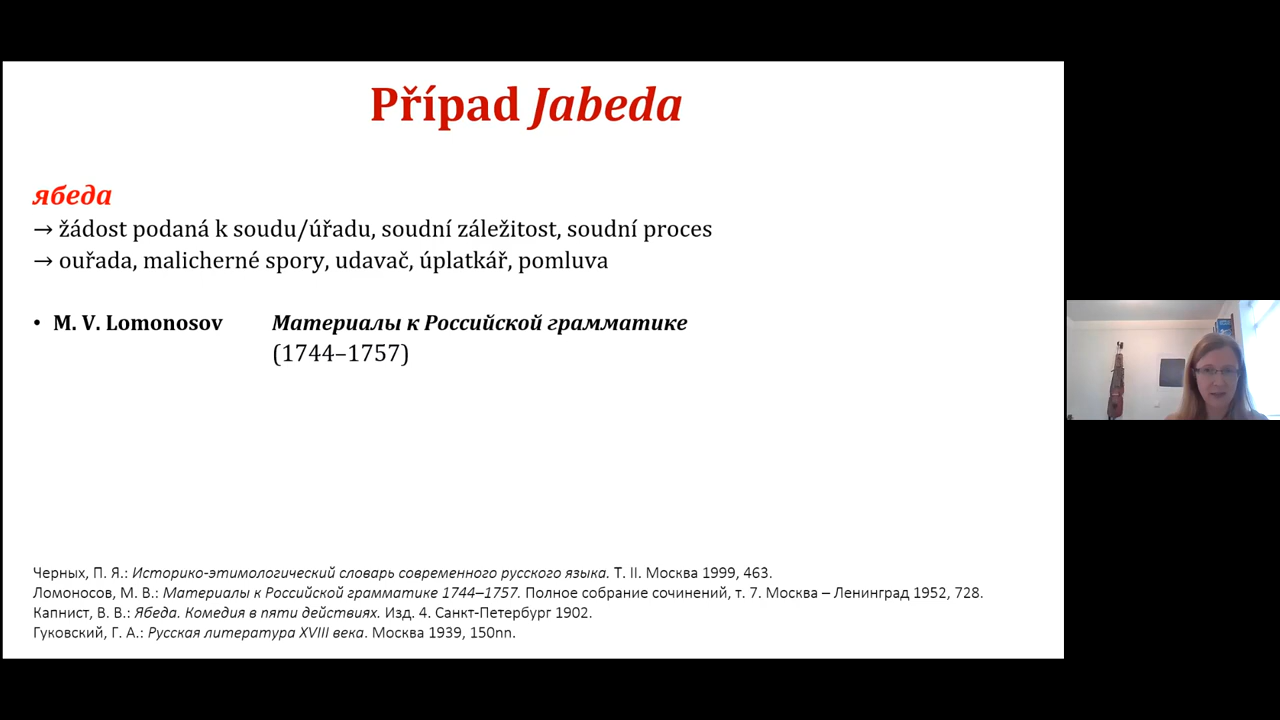 Případ Jabeda
ябеда
→ žádost podaná k soudu/úřadu, soudní záležitost, soudní proces
→ ouřada, malicherné spory, udavač, úplatkář, pomluva
• M. V. Lomonosov Материалы к Российской грамматике
(1744–1757)
Черных, П. Я.: Историко-этимологический словарь современного русского языка. Т. II. Москва 1999, 463.
Ломоносов, М. В.: Материалы к Российской грамматике 1744–1757. Полное собрание сочинений, т. 7. Москва – Ленинград 1952, 728.
Капнист, В. В.: Ябеда. Комедия в пяти действиях. Изд. 4. Санкт-Петербург 1902.
Гуковский, Г. А.: Русская литература XVIII века. Москва 1939, 150nn.